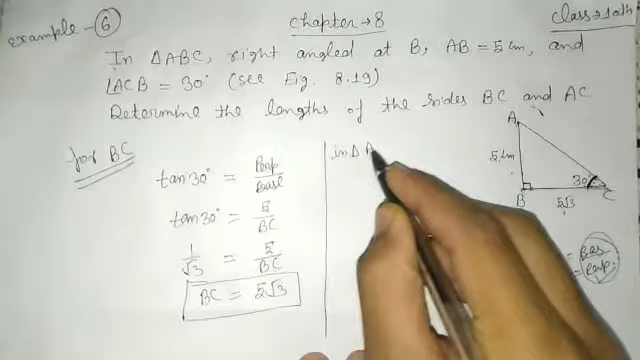 example - 6
Chapter → 8
Class → 10th
In ΔABC, right angled at B, AB = 5 cm, and
∠ACB = 30° (see Fig. 8.19)
Determine the lengths of the sides BC and AC
for BC
tan 30° = Perp/Base
tan 30° = 5/BC
1/√3 = 5/BC
BC = 5√3
in Δ A
A
5 cm
30°
B
5√3
C
= Bas
= Perp.